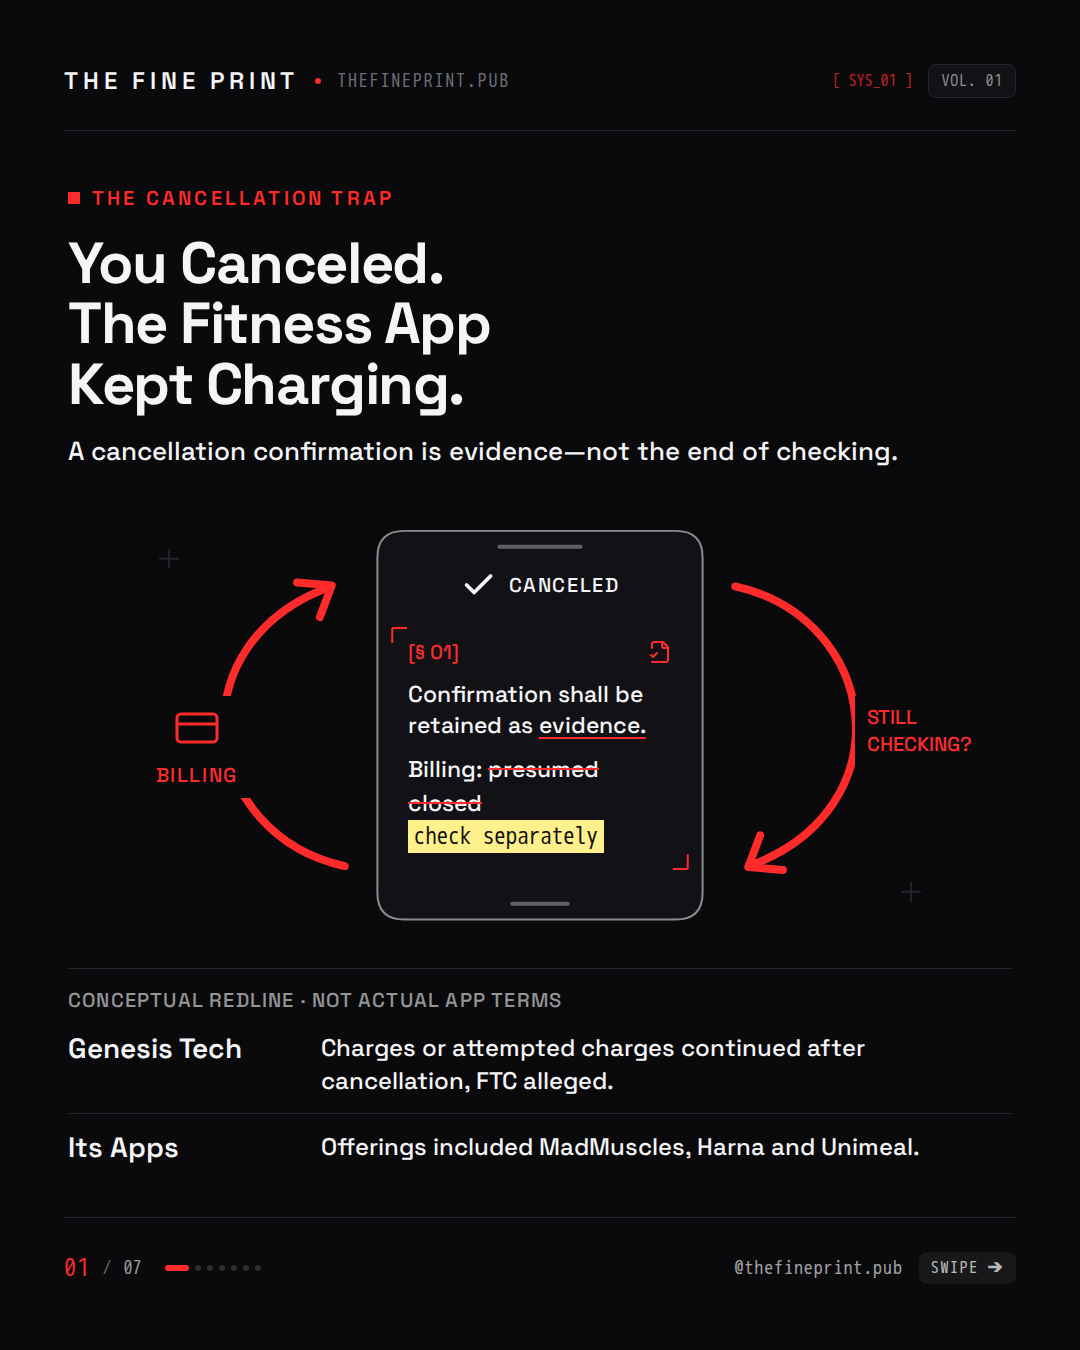 THE FINE PRINT • THEFINEPRINT.PUB
[ SYS_01 ] VOL. 01
THE CANCELLATION TRAP
You Canceled.
The Fitness App
Kept Charging.
A cancellation confirmation is evidence—not the end of checking.
CANCELED
[§ 01]
Confirmation shall be
retained as evidence.
Billing: presumed
closed
check separately
BILLING
STILL
CHECKING?
CONCEPTUAL REDLINE · NOT ACTUAL APP TERMS
Genesis Tech
Charges or attempted charges continued after
cancellation, FTC alleged.
Its Apps
Offerings included MadMuscles, Harna and Unimeal.
01 / 07
@thefineprint.pub
SWIPE ➔